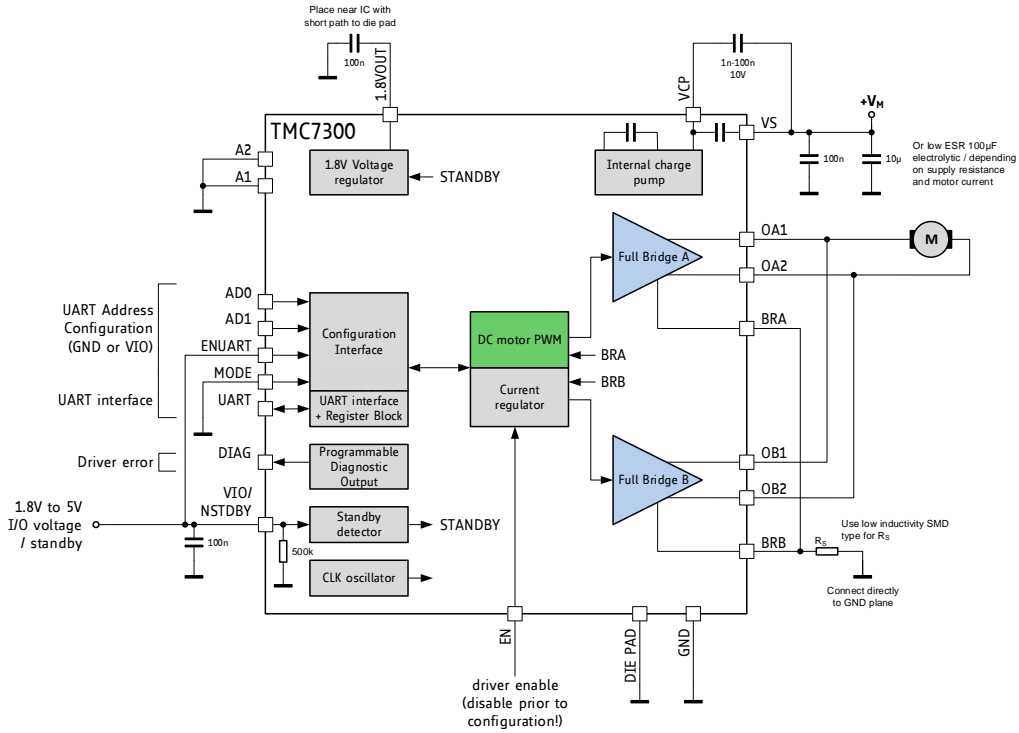 Place near IC with
short path to die pad
100n
1.8VOUT
VCP
1n-100n
10V
+VM
TMC7300
VS
A2
A1
1.8V Voltage
regulator
STANDBY
Internal charge
pump
100n
10µ
Or low ESR 100µF
electrolytic / depending
on supply resistance
and motor current
OA1
M
Full Bridge A
OA2
UART Address
Configuration
(GND or VIO)
UART interface
AD0
AD1
ENUART
MODE
UART
Configuration
Interface
UART interface
+ Register Block
DC motor PWM
BRA
BRB
Current
regulator
BRA
Driver error
DIAG
Programmable
Diagnostic
Output
Full Bridge B
OB1
OB2
1.8V to 5V
I/O voltage
/ standby
VIO/
NSTDBY
100n
500k
Standby
detector
STANDBY
CLK oscillator
BRB
RS
Use low inductivity SMD
type for RS
Connect directly
to GND plane
EN
DIE PAD
GND
driver enable
(disable prior to
configuration!)